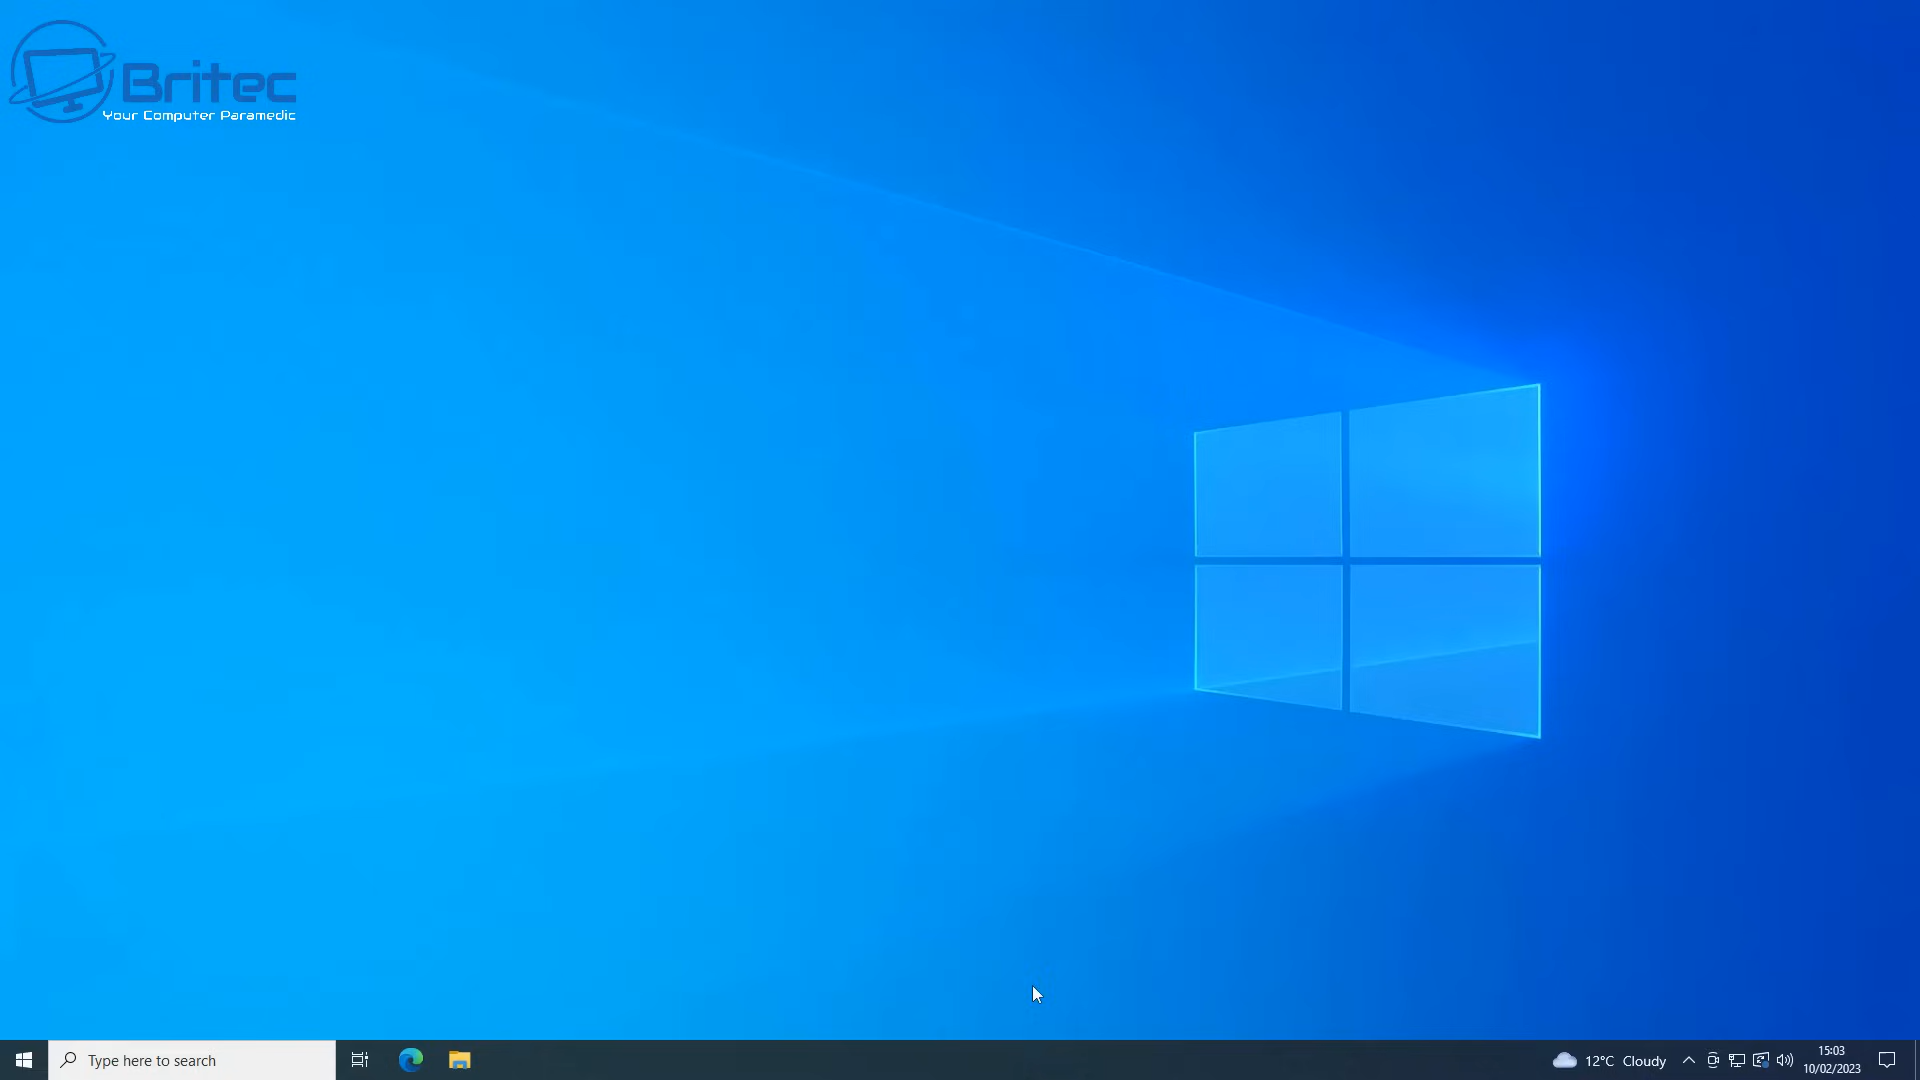 Britec
Your Computer Paramedic
Type here to search
12°C Cloudy
15:03
10/02/2023